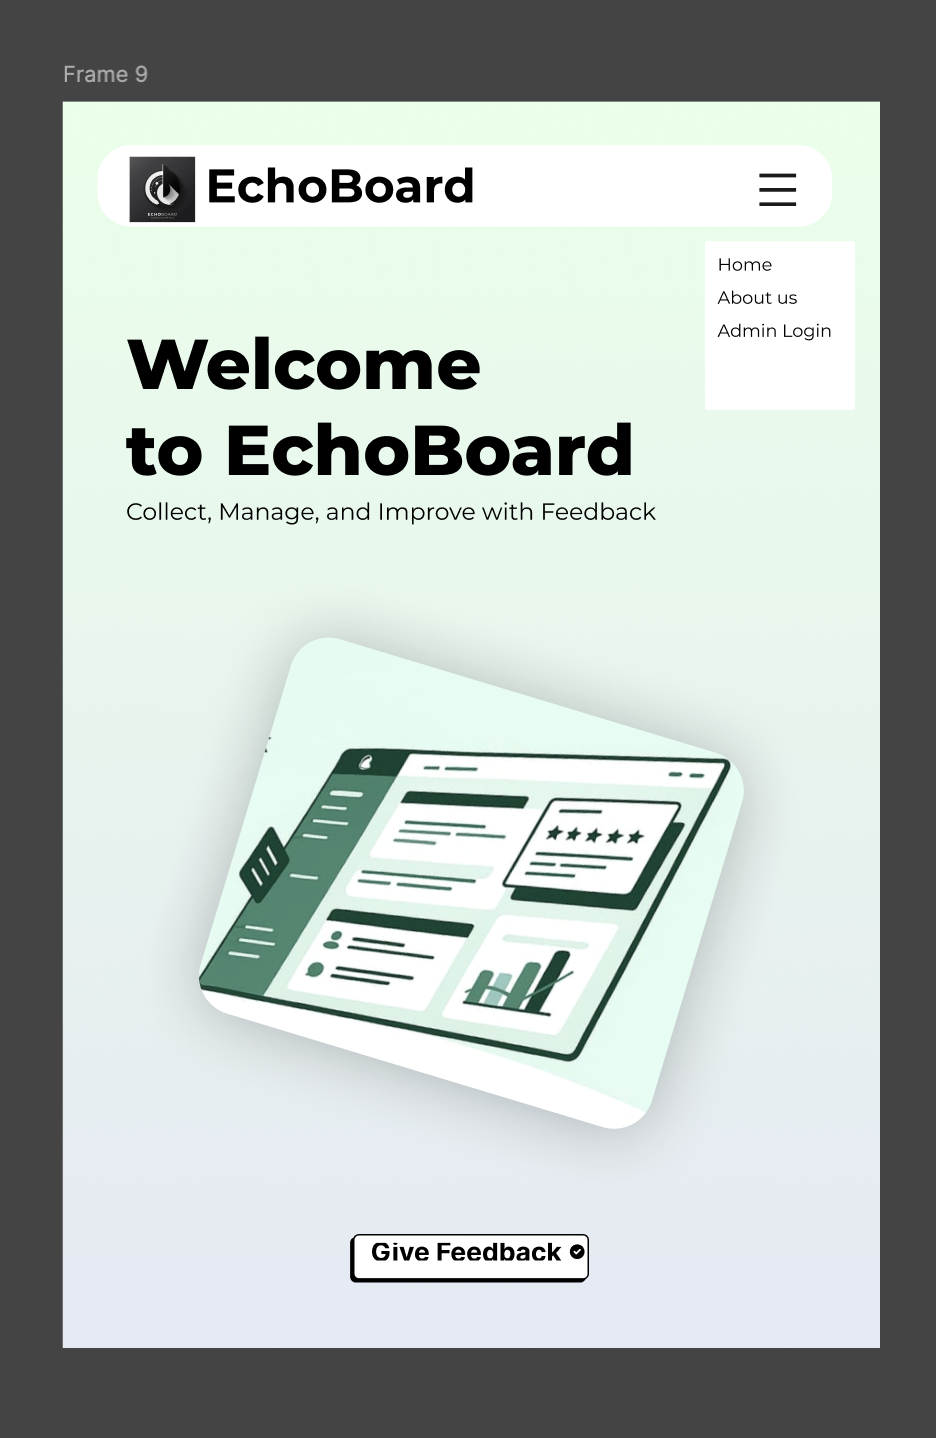 Frame 9
EchoBoard
ECHOBOARD
Home
About us
Admin Login
Welcome
to EchoBoard
Collect, Manage, and Improve with Feedback
Give Feedback